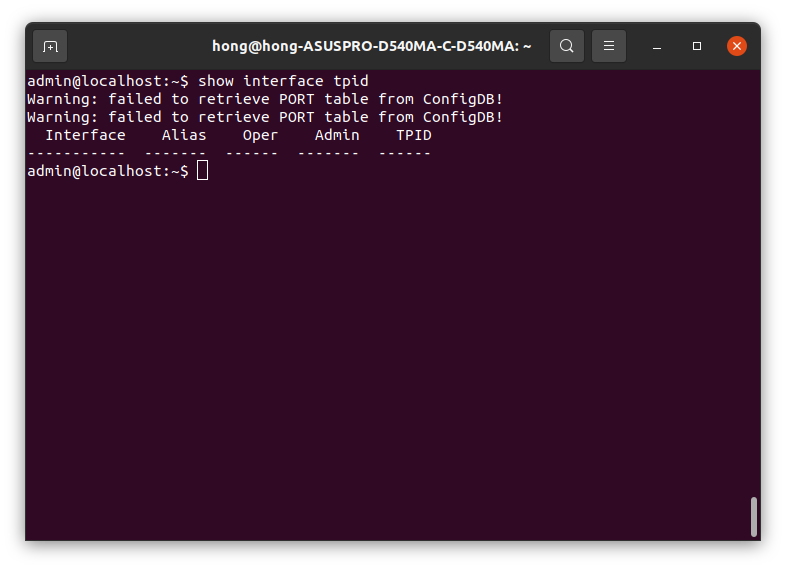 hong@hong-ASUSPRO-D540MA-C-D540MA: ~
admin@localhost:~$ show interface tpid
Warning: failed to retrieve PORT table from ConfigDB!
Warning: failed to retrieve PORT table from ConfigDB!
  Interface    Alias    Oper    Admin    TPID
-----------  -------  ------  -------  ------
admin@localhost:~$